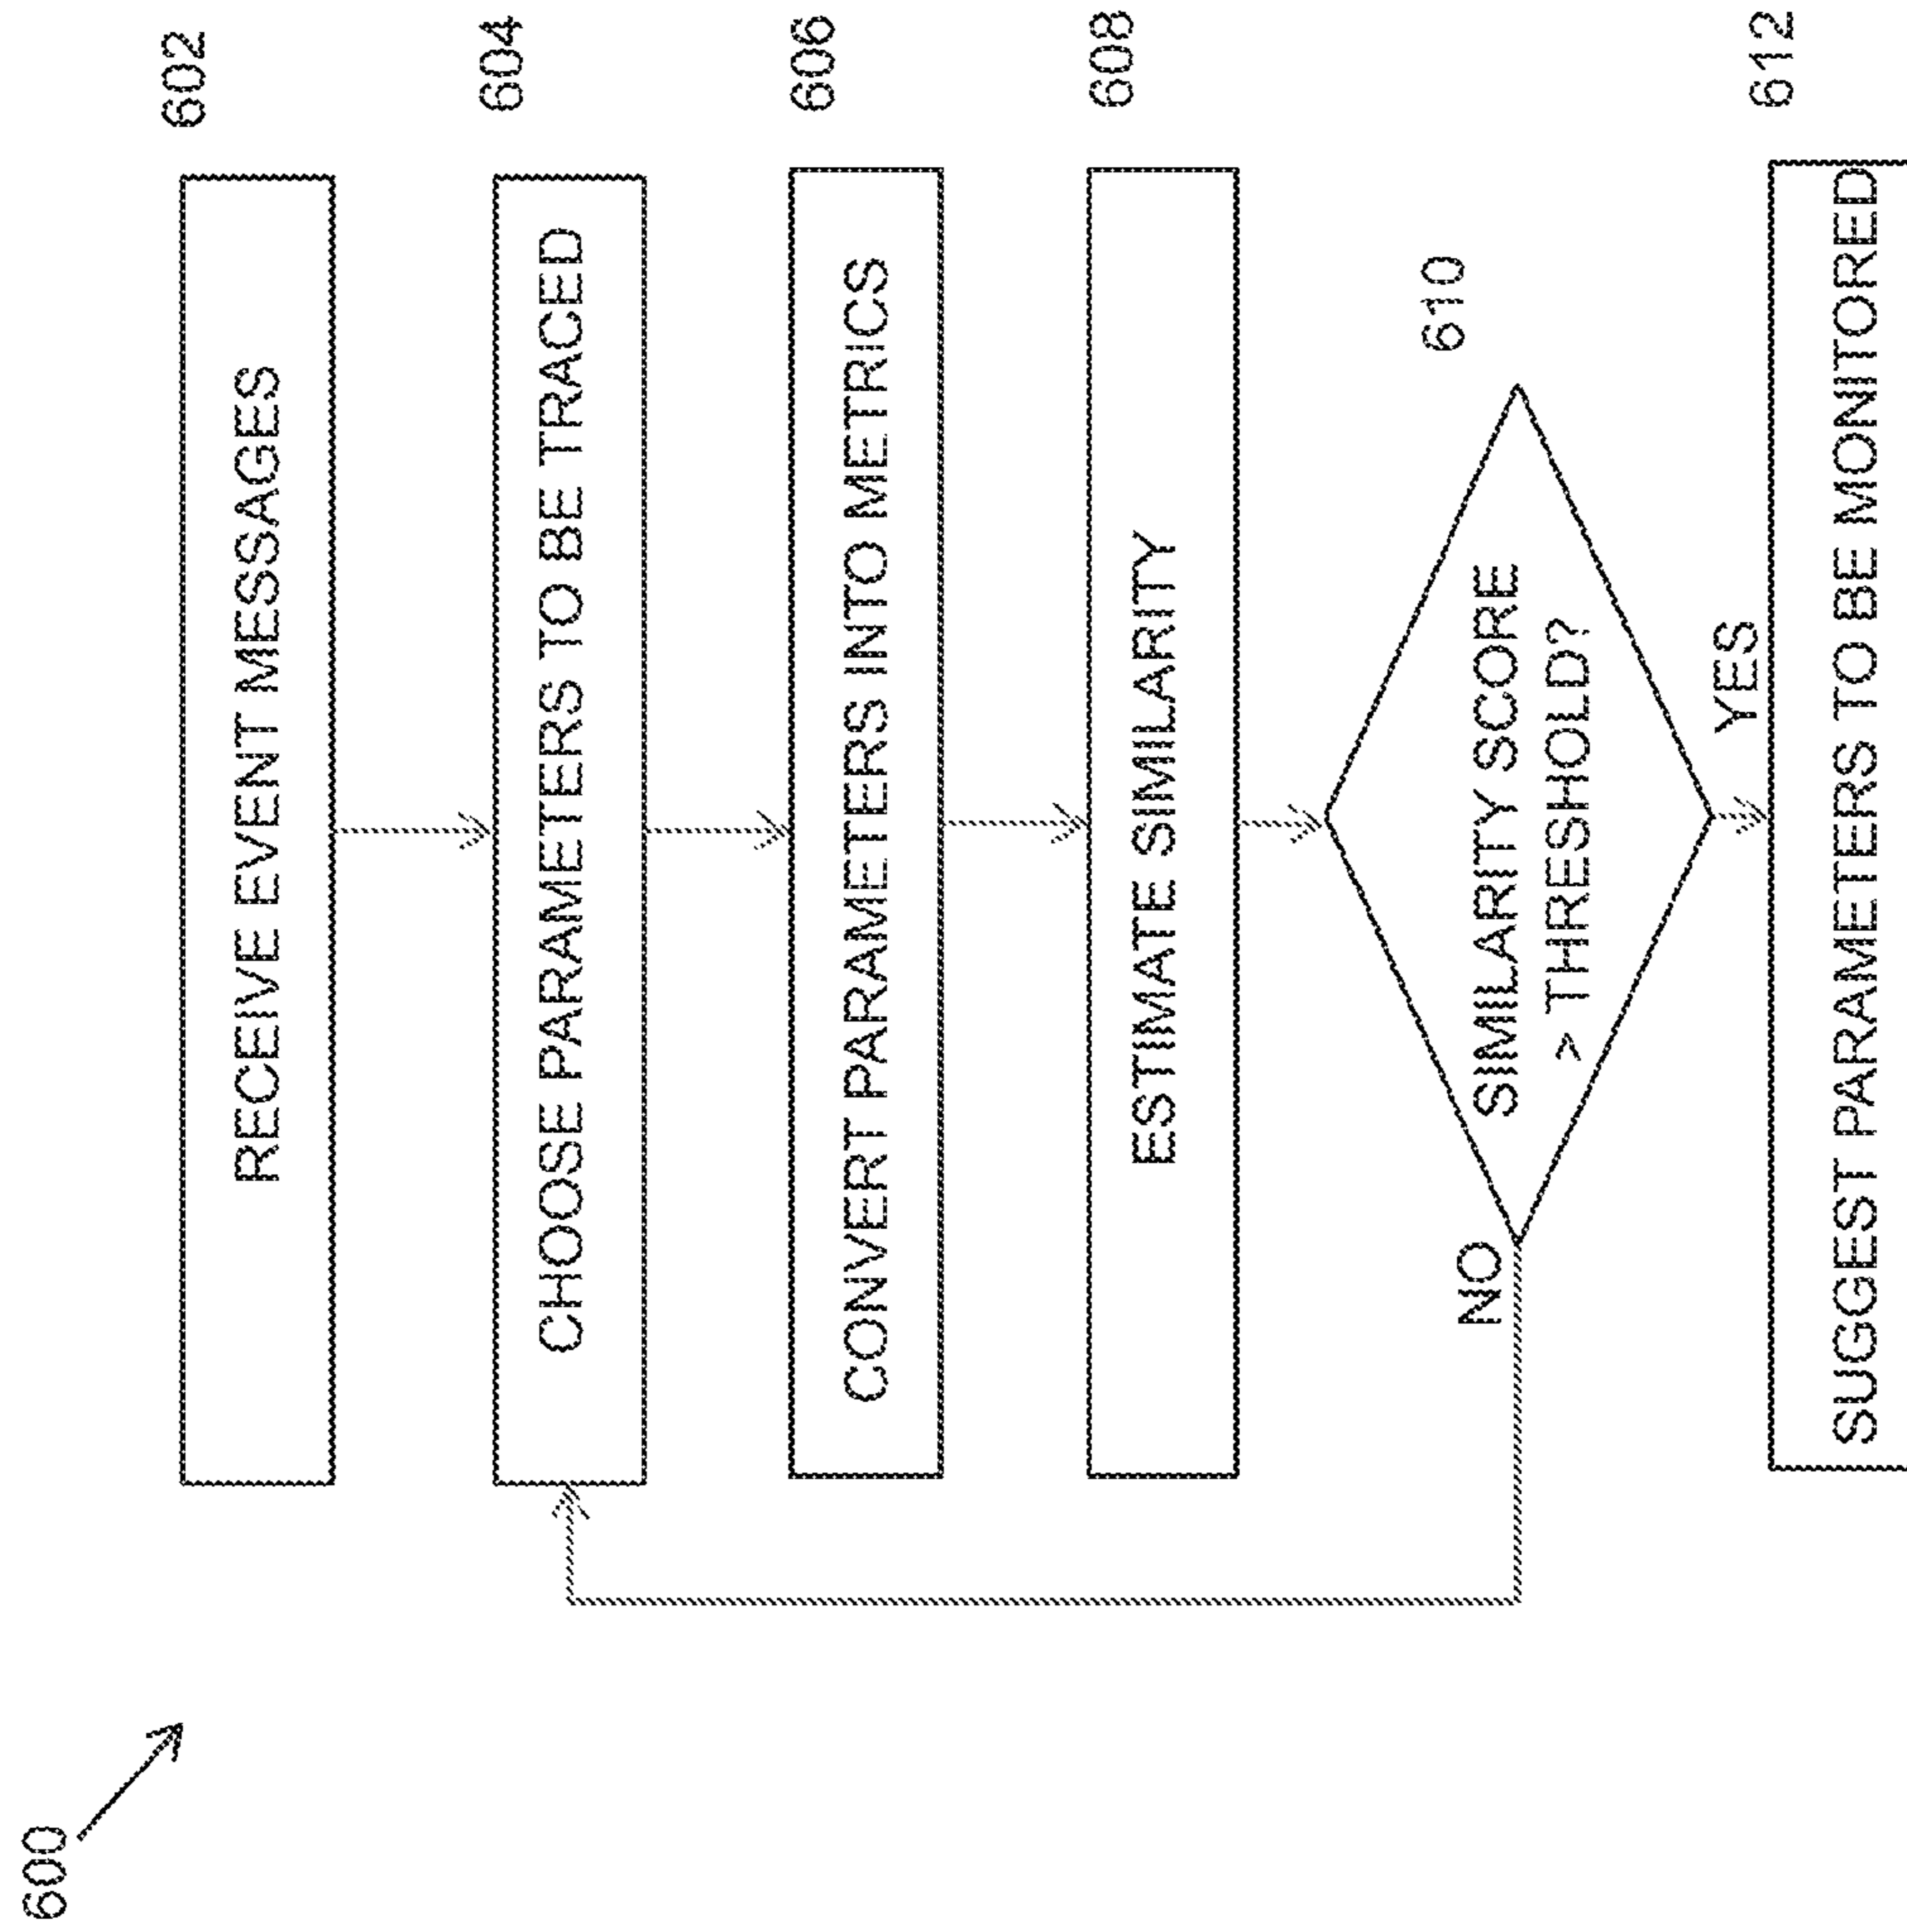 600
602
RECEIVE EVENT MESSAGES
604
CHOOSE PARAMETERS TO BE TRACED
606
CONVERT PARAMETERS INTO METRICS
608
ESTIMATE SIMILARITY
610
SIMILARITY SCORE
> THRESHOLD?
NO
YES
612
SUGGEST PARAMETERS TO BE MONITORED